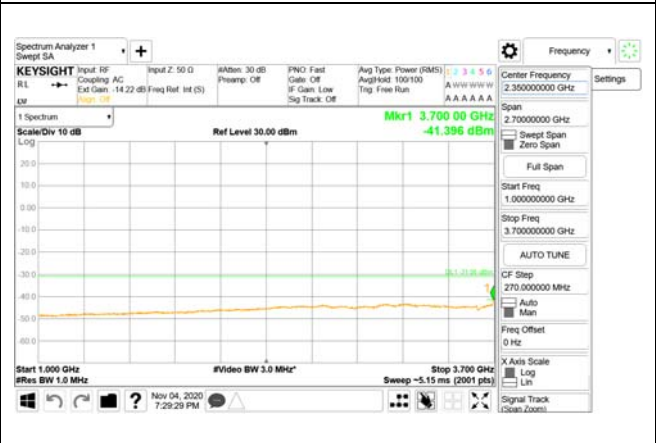 Spectrum Analyzer 1
Swept SA
+
Frequency
KEYSIGHT
R L
Input: RF
Coupling: AC
Ext Gain: -14.22 dB
Align: Off
Input Z: 50 Ω
Freq Ref: Int (S)
#Atten: 30 dB
Preamp: Off
PNO: Fast
Gate: Off
IF Gain: Low
Sig Track: Off
Avg Type: Power (RMS)
Avg|Hold: 100/100
Trig: Free Run
1 2 3 4 5 6
A W W W W W
A A A A A A
1 Spectrum
Scale/Div 10 dB
Log
Ref Level 30.00 dBm
Mkr1 3.700 00 GHz
-41.396 dBm
20.0
10.0
0.00
-10.0
-20.0
-30.0
-40.0
-50.0
-60.0
1
Start 1.000 GHz
#Res BW 1.0 MHz
#Video BW 3.0 MHz*
Stop 3.700 GHz
Sweep ~5.15 ms (2001 pts)
Nov 04, 2020
7:29:29 PM
Center Frequency
2.350000000 GHz
Settings
Span
2.70000000 GHz
Swept Span
Zero Span
Full Span
Start Freq
1.000000000 GHz
Stop Freq
3.700000000 GHz
AUTO TUNE
CF Step
270.000000 MHz
Auto
Man
Freq Offset
0 Hz
X Axis Scale
Log
Lin
Signal Track
(Span Zoom)